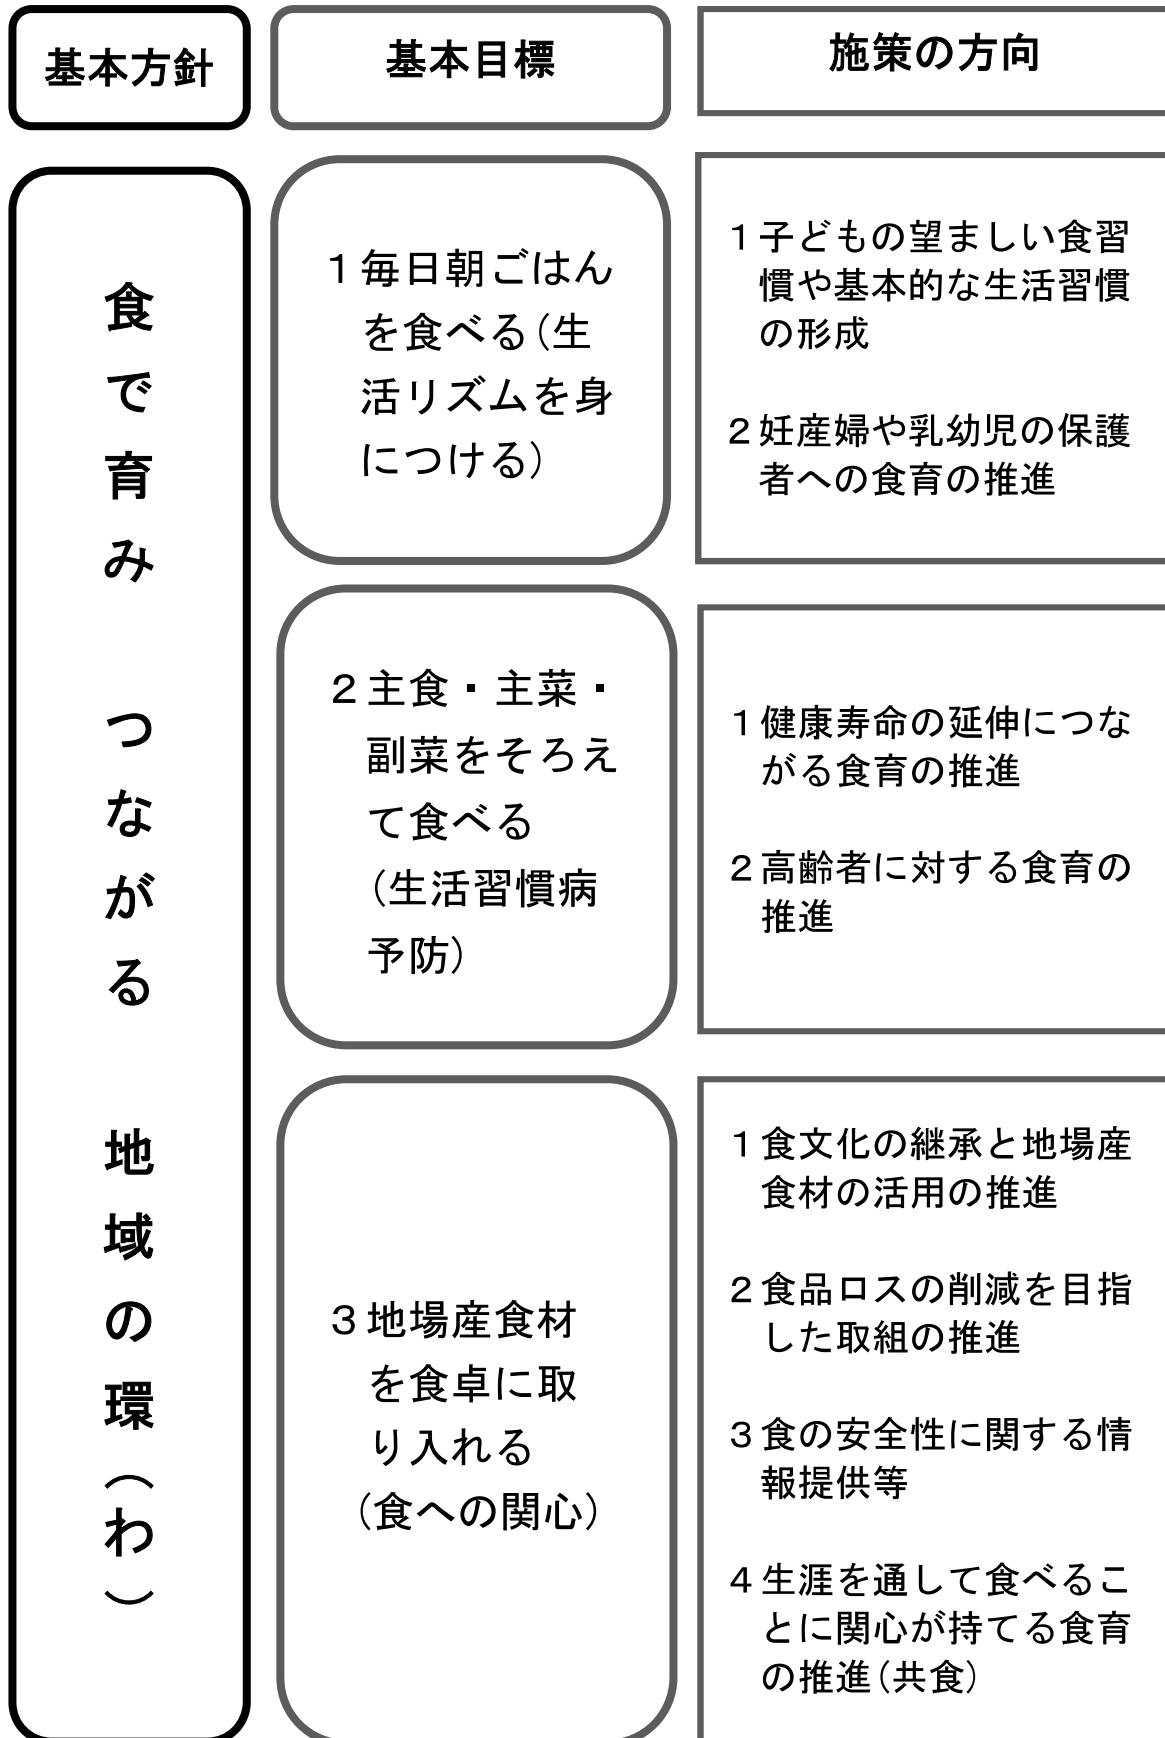 基本方針
基本目標
施策の方向
食で育み　つながる　地域の環（わ）
１毎日朝ごはん
を食べる（生
活リズムを身
につける）
１子どもの望ましい食習
慣や基本的な生活習慣
の形成
２妊産婦や乳幼児の保護
者への食育の推進
２主食・主菜・
副菜をそろえ
て食べる
（生活習慣病
予防）
１健康寿命の延伸につな
がる食育の推進
２高齢者に対する食育の
推進
３地場産食材
を食卓に取
り入れる
（食への関心）
１食文化の継承と地場産
食材の活用の推進
２食品ロスの削減を目指
した取組の推進
３食の安全性に関する情
報提供等
４生涯を通して食べるこ
とに関心が持てる食育
の推進（共食）